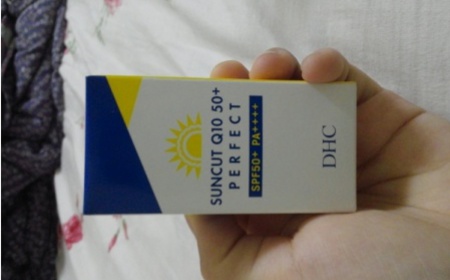 SUNCUT Q10 50+
PERFECT
SPF50+ PA++++
DHC